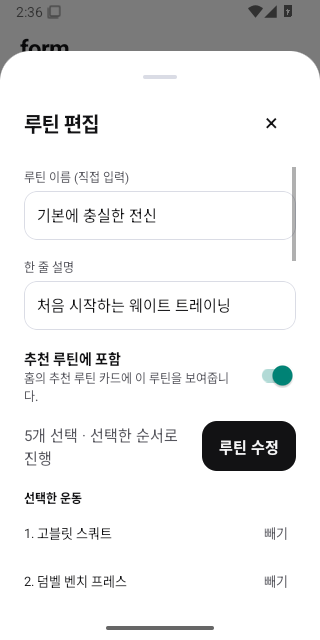 2:36
form
루틴 편집
루틴 이름 (직접 입력)
기본에 충실한 전신
한 줄 설명
처음 시작하는 웨이트 트레이닝
추천 루틴에 포함
홈의 추천 루틴 카드에 이 루틴을 보여줍니
다.
5개 선택 · 선택한 순서로
진행
루틴 수정
선택한 운동
1. 고블릿 스쿼트
빼기
2. 덤벨 벤치 프레스
빼기